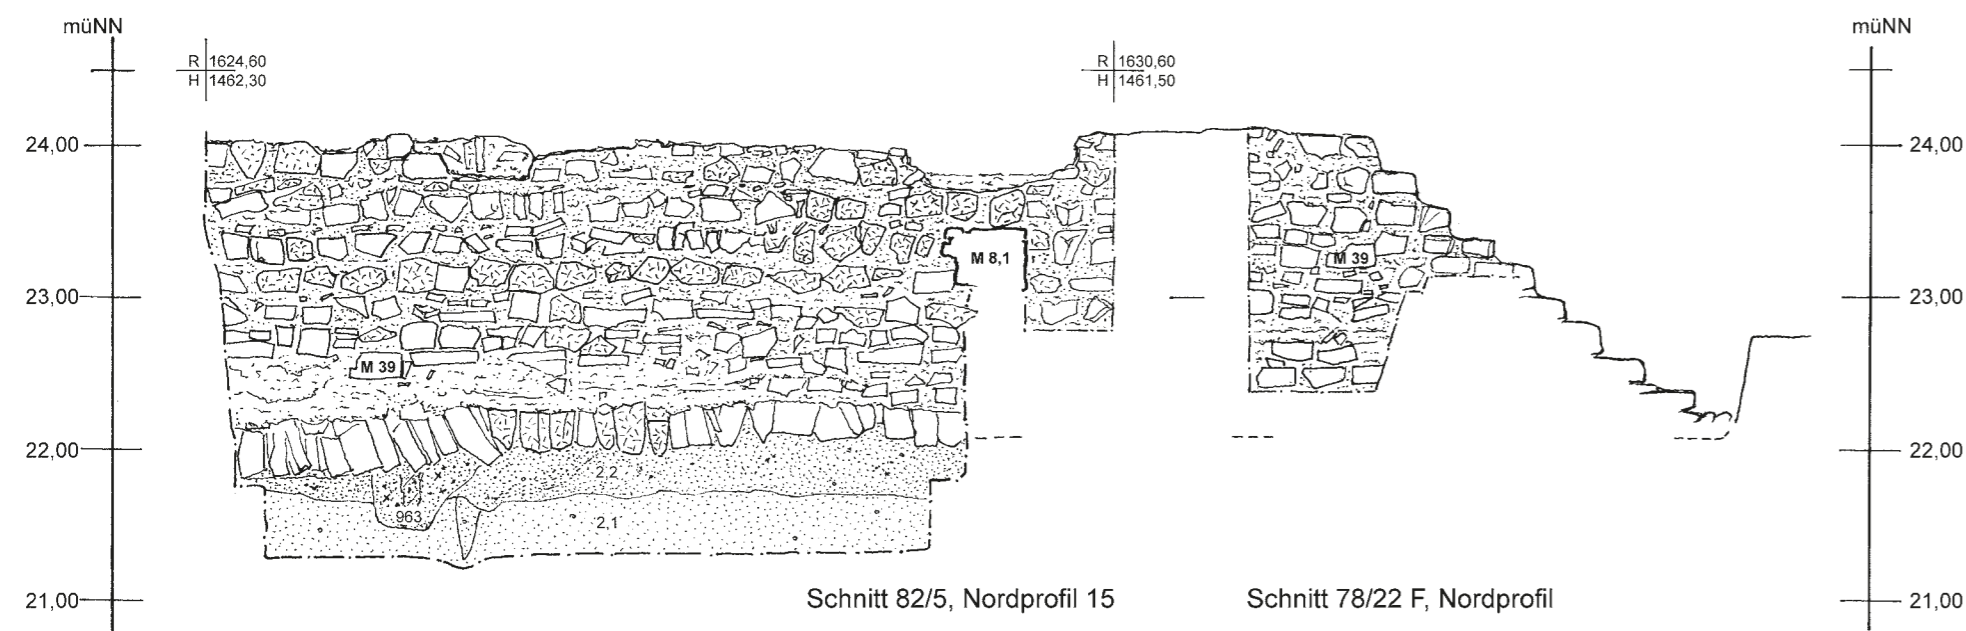 müNN
müNN
R 1624,60
H 1462,30
R 1630,60
H 1461,50
24,00
24,00
M 8,1
M 39
23,00
23,00
M 39
22,00
22,00
2,2
963
2,1
21,00
Schnitt 82/5, Nordprofil 15
Schnitt 78/22 F, Nordprofil
21,00